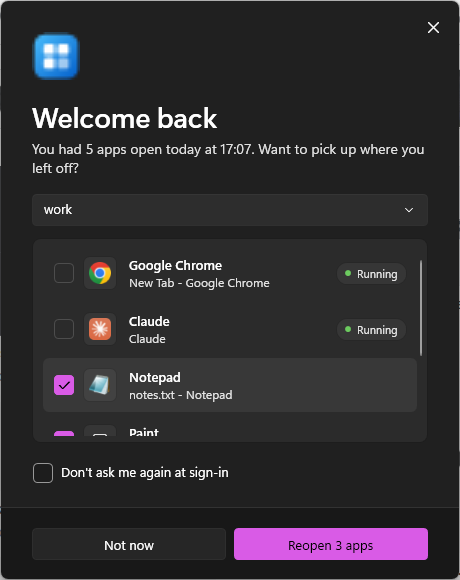 Welcome back
You had 5 apps open today at 17:07. Want to pick up where you
left off?
work
Google Chrome
New Tab - Google Chrome
Running
Claude
Claude
Running
Notepad
notes.txt - Notepad
Paint
Don't ask me again at sign-in
Not now
Reopen 3 apps